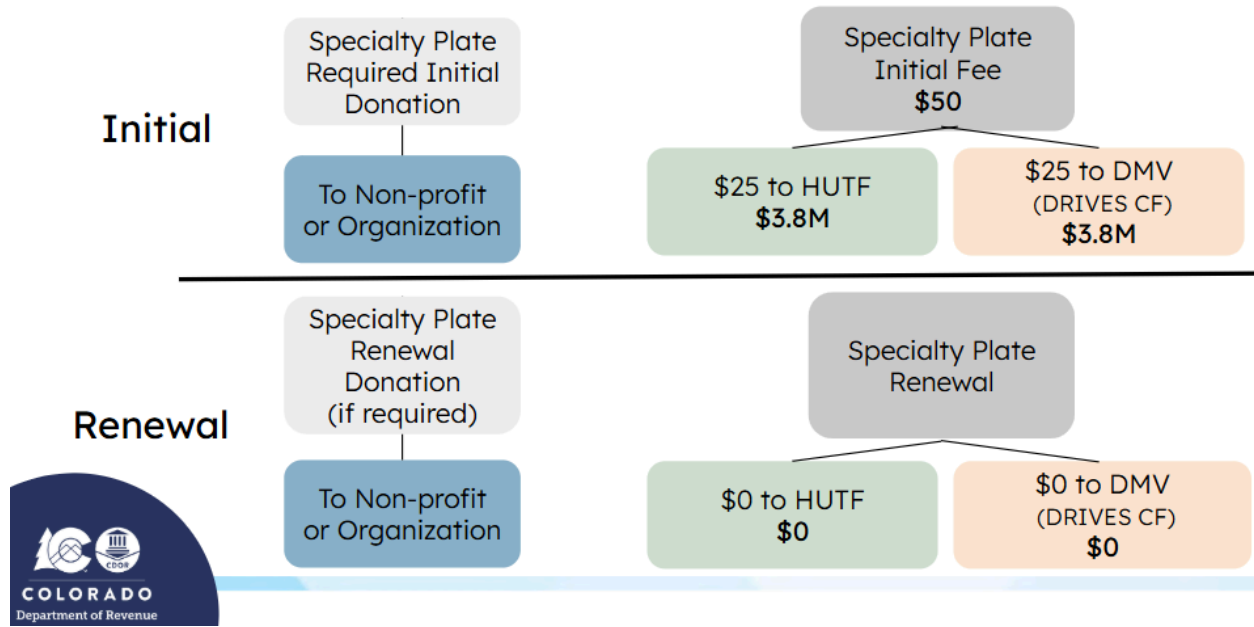 Initial
Specialty Plate
Required Initial
Donation
To Non-profit
or Organization
Specialty Plate
Initial Fee
$50
$25 to HUTF
$3.8M
$25 to DMV
(DRIVES CF)
$3.8M
Renewal
Specialty Plate
Renewal
Donation
(if required)
To Non-profit
or Organization
Specialty Plate
Renewal
$0 to HUTF
$0
$0 to DMV
(DRIVES CF)
$0
CDOR
COLORADO
Department of Revenue